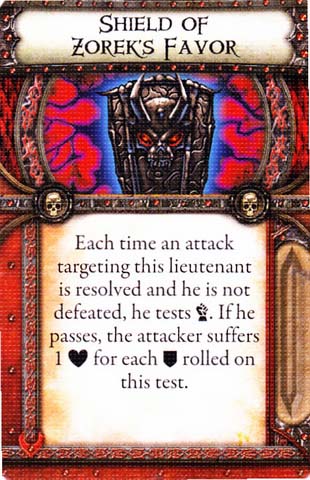 Shield of
Zorek's Favor
Each time an attack
targeting this lieutenant
is resolved and he is not
defeated, he tests . If he
passes, the attacker suffers
1 for each rolled on
this test.